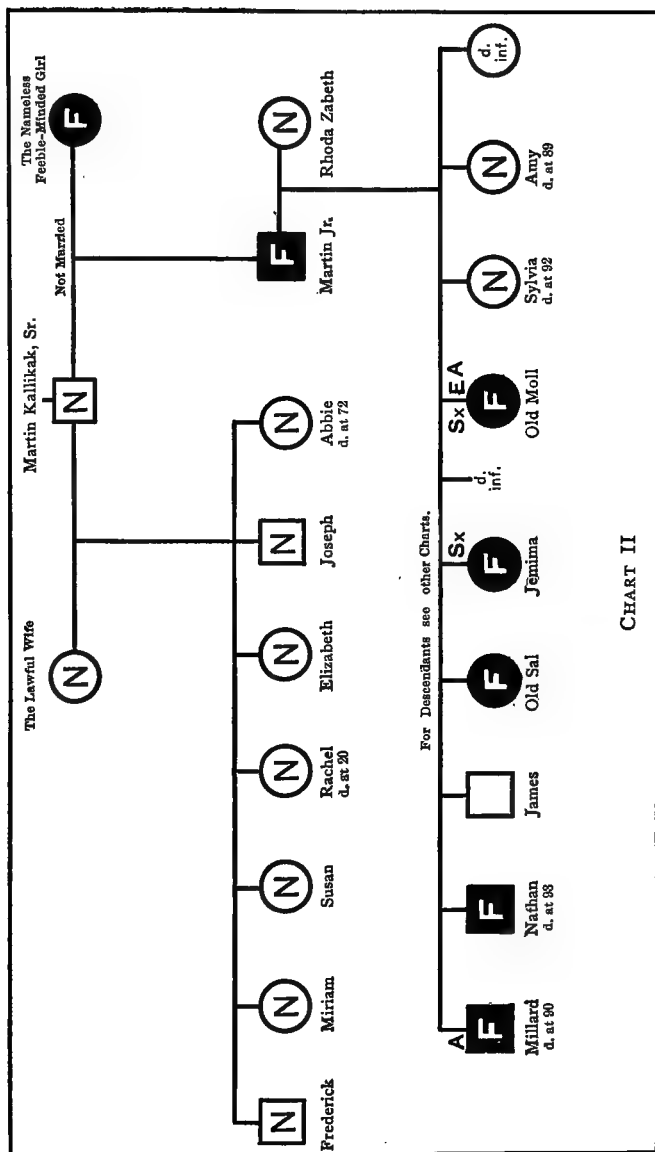 The Nameless
Feeble-Minded Girl
F
Not Married
Martin Kallikak, Sr.
N
The Lawful Wife
N
N
Rhoda Zabeth
F
Martin Jr.
N
Abbie
d. at 72
N
Joseph
N
Elizabeth
N
Rachel
d. at 20
N
Susan
N
Miriam
N
Frederick
For Descendants see other Charts.
d.
inf.
N
Amy
d. at 89
N
Sylvia
d. at 92
Sx E A
F
Old Moll
d.
inf.
Sx
F
Jemima
F
Old Sal
James
F
Nathan
d. at 98
A
F
Millard
d. at 90
CHART II